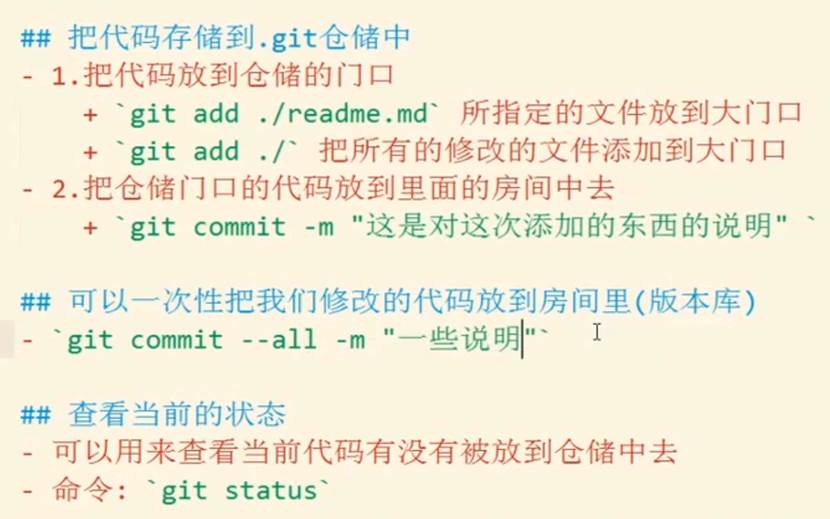 ## 把代码存储到.git仓储中
- 1.把代码放到仓储的门口
+ `git add ./readme.md` 所指定的文件放到大门口
+ `git add ./` 把所有的修改的文件添加到大门口
- 2.把仓储门口的代码放到里面的房间中去
+ `git commit -m "这是对这次添加的东西的说明" `
## 可以一次性把我们修改的代码放到房间里(版本库)
- `git commit --all -m "一些说明"`
## 查看当前的状态
- 可以用来查看当前代码有没有被放到仓储中去
- 命令: `git status`